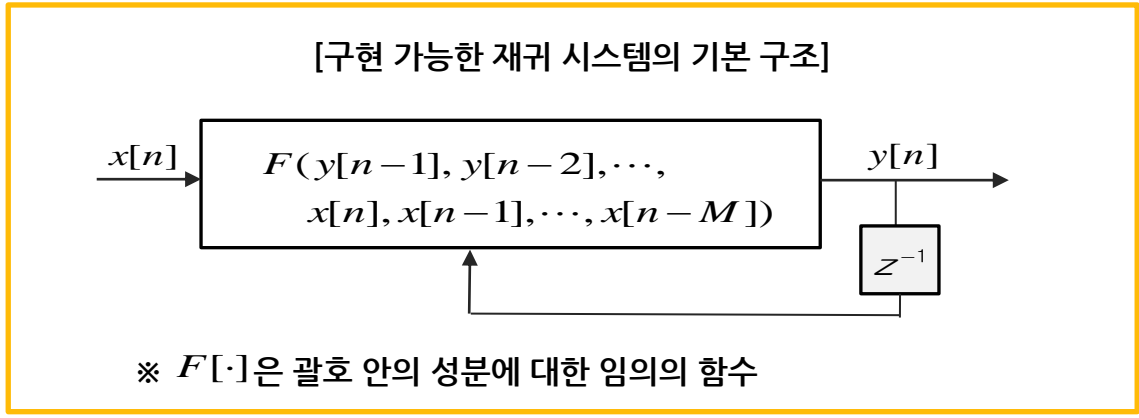 [구현 가능한 재귀 시스템의 기본 구조]
x[n]
F(y[n−1], y[n−2],⋯,
x[n], x[n−1],⋯, x[n−M])
y[n]
Z⁻¹
※ F[·]은 괄호 안의 성분에 대한 임의의 함수